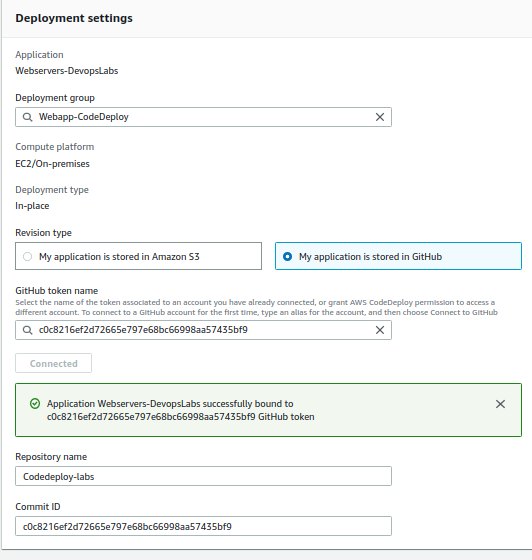 Deployment settings
Application
Webservers-DevopsLabs
Deployment group
Webapp-CodeDeploy
Compute platform
EC2/On-premises
Deployment type
In-place
Revision type
My application is stored in Amazon S3
My application is stored in GitHub
GitHub token name
Select the name of the token associated to an account you have already connected, or grant AWS CodeDeploy permission to access a
different account. To connect to a GitHub account for the first time, type an alias for the account, and then choose Connect to GitHub
c0c8216ef2d72665e797e68bc66998aa57435bf9
Connected
Application Webservers-DevopsLabs successfully bound to
c0c8216ef2d72665e797e68bc66998aa57435bf9 GitHub token
Repository name
Codedeploy-labs
Commit ID
c0c8216ef2d72665e797e68bc66998aa57435bf9